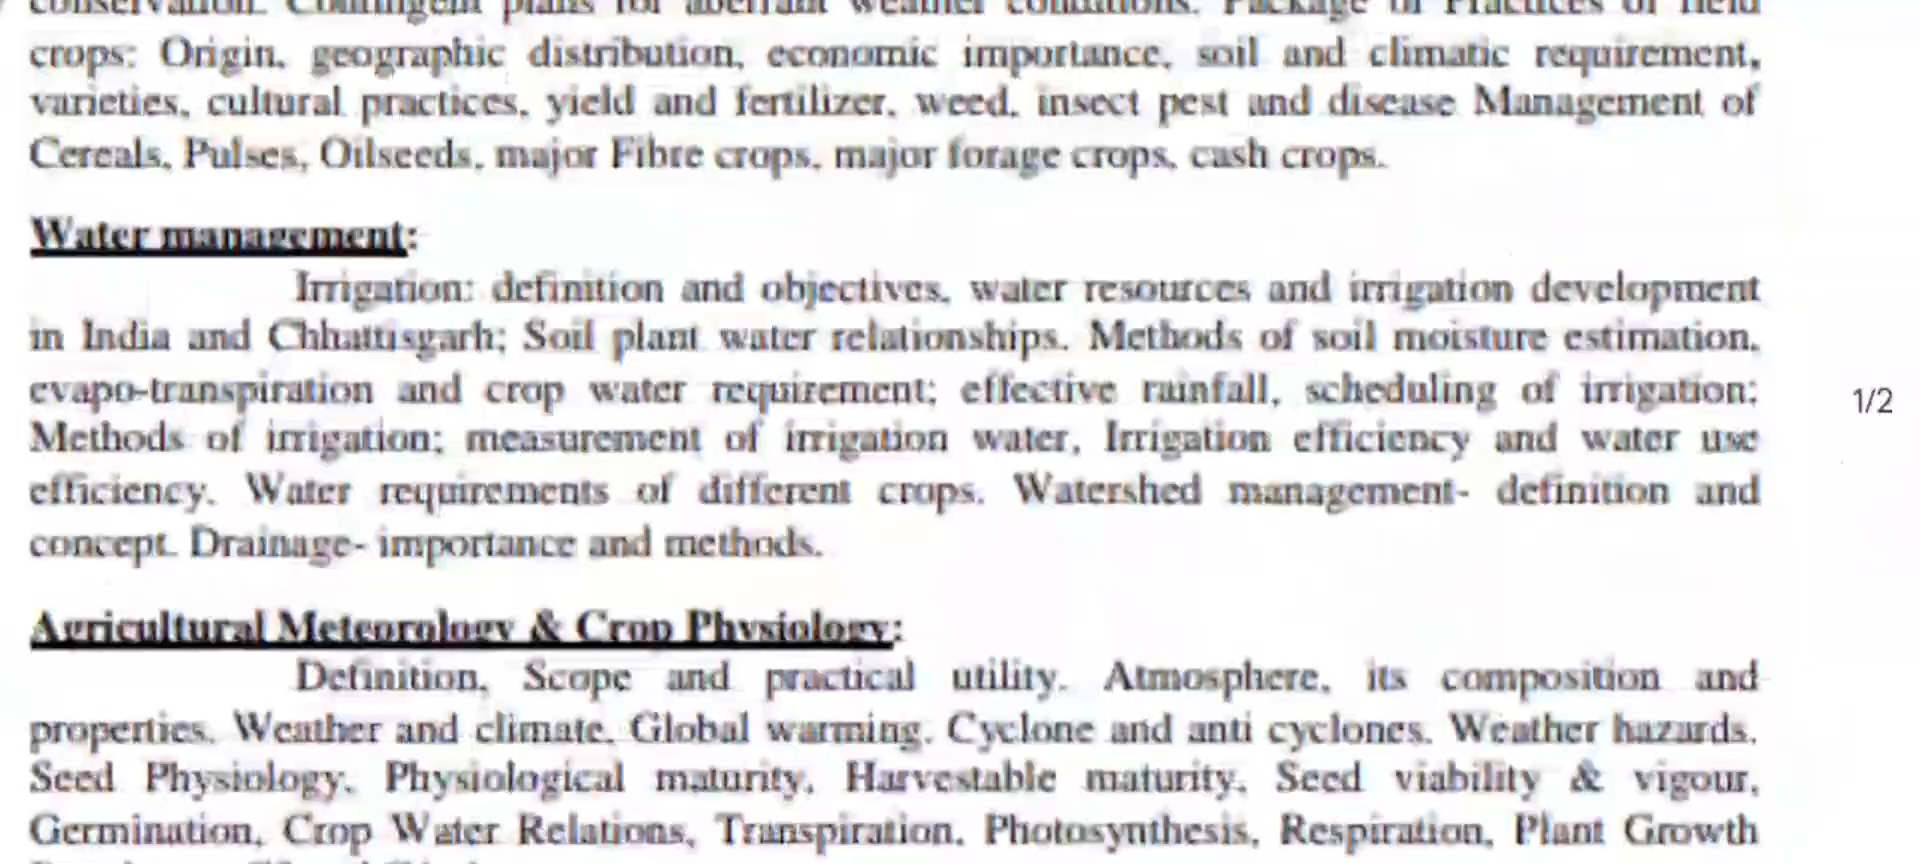 conservation. Contingent plans for aberrant weather conditions. Package of Practices of field
crops: Origin, geographic distribution, economic importance, soil and climatic requirement,
varieties, cultural practices, yield and fertilizer, weed, insect pest and disease Management of
Cereals, Pulses, Oilseeds, major Fibre crops, major forage crops, cash crops.
Water management:
Irrigation: definition and objectives, water resources and irrigation development
in India and Chhattisgarh; Soil plant water relationships. Methods of soil moisture estimation,
evapo-transpiration and crop water requirement; effective rainfall, scheduling of irrigation;
Methods of irrigation; measurement of irrigation water, Irrigation efficiency and water use
efficiency. Water requirements of different crops. Watershed management- definition and
concept. Drainage- importance and methods.
1/2
Agricultural Meteorology & Crop Physiology:
Definition, Scope and practical utility. Atmosphere, its composition and
properties. Weather and climate. Global warming. Cyclone and anti cyclones. Weather hazards.
Seed Physiology, Physiological maturity, Harvestable maturity, Seed viability & vigour,
Germination, Crop Water Relations, Transpiration, Photosynthesis, Respiration, Plant Growth